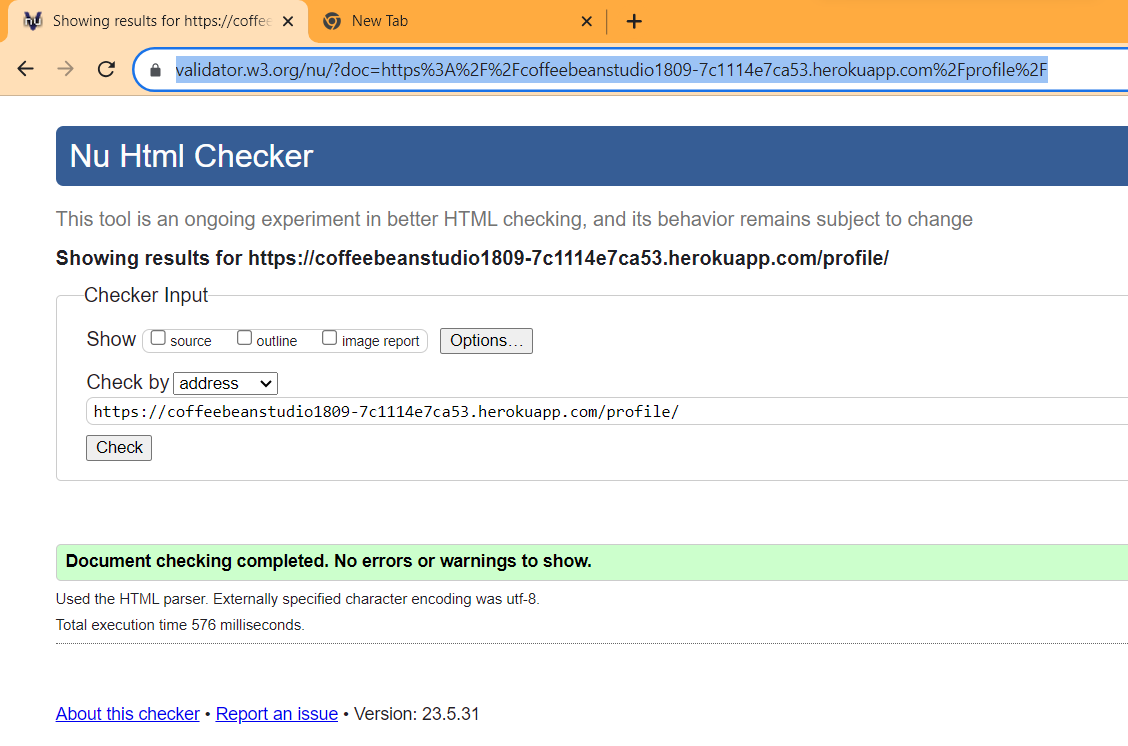 Showing results for https://coffee
New Tab
validator.w3.org/nu/?doc=https%3A%2F%2Fcoffeebeanstudio1809-7c1114e7ca53.herokuapp.com%2Fprofile%2F
Nu Html Checker
This tool is an ongoing experiment in better HTML checking, and its behavior remains subject to change
Showing results for https://coffeebeanstudio1809-7c1114e7ca53.herokuapp.com/profile/
Checker Input
Show source outline image report Options...
Check by address
https://coffeebeanstudio1809-7c1114e7ca53.herokuapp.com/profile/
Check
Document checking completed. No errors or warnings to show.
Used the HTML parser. Externally specified character encoding was utf-8.
Total execution time 576 milliseconds.
About this checker • Report an issue • Version: 23.5.31